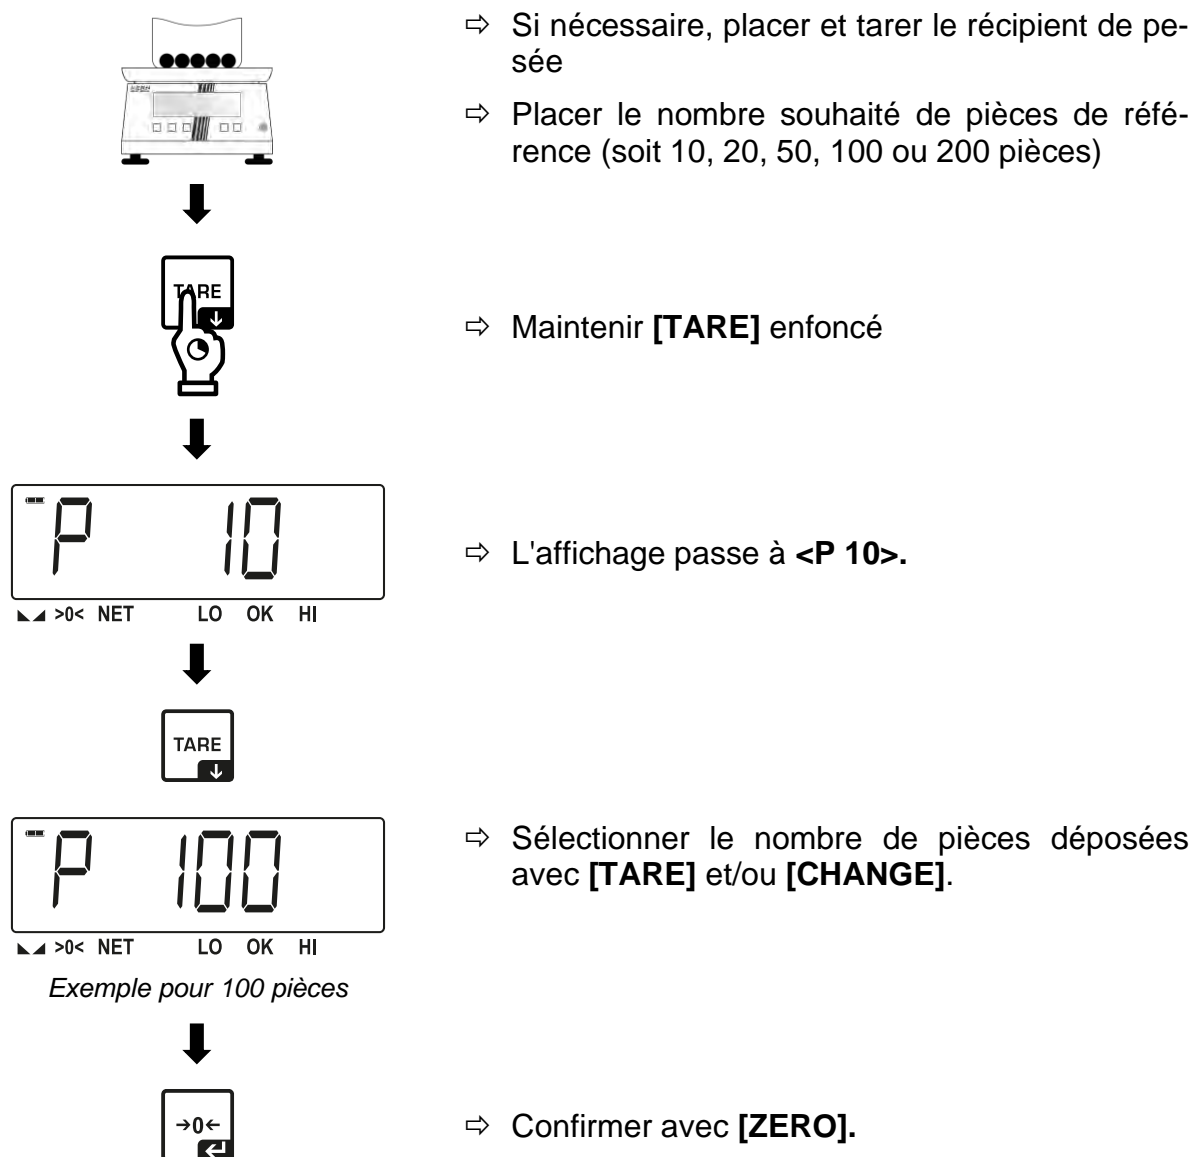 ⇨ Si nécessaire, placer et tarer le récipient de pe-
sée
⇨ Placer le nombre souhaité de pièces de réfé-
rence (soit 10, 20, 50, 100 ou 200 pièces)
TARE
⇨ Maintenir [TARE] enfoncé
P 10
>0< NET LO OK HI
⇨ L'affichage passe à <P 10>.
TARE
P 100
>0< NET LO OK HI
⇨ Sélectionner le nombre de pièces déposées
avec [TARE] et/ou [CHANGE].
Exemple pour 100 pièces
→0←
⇨ Confirmer avec [ZERO].